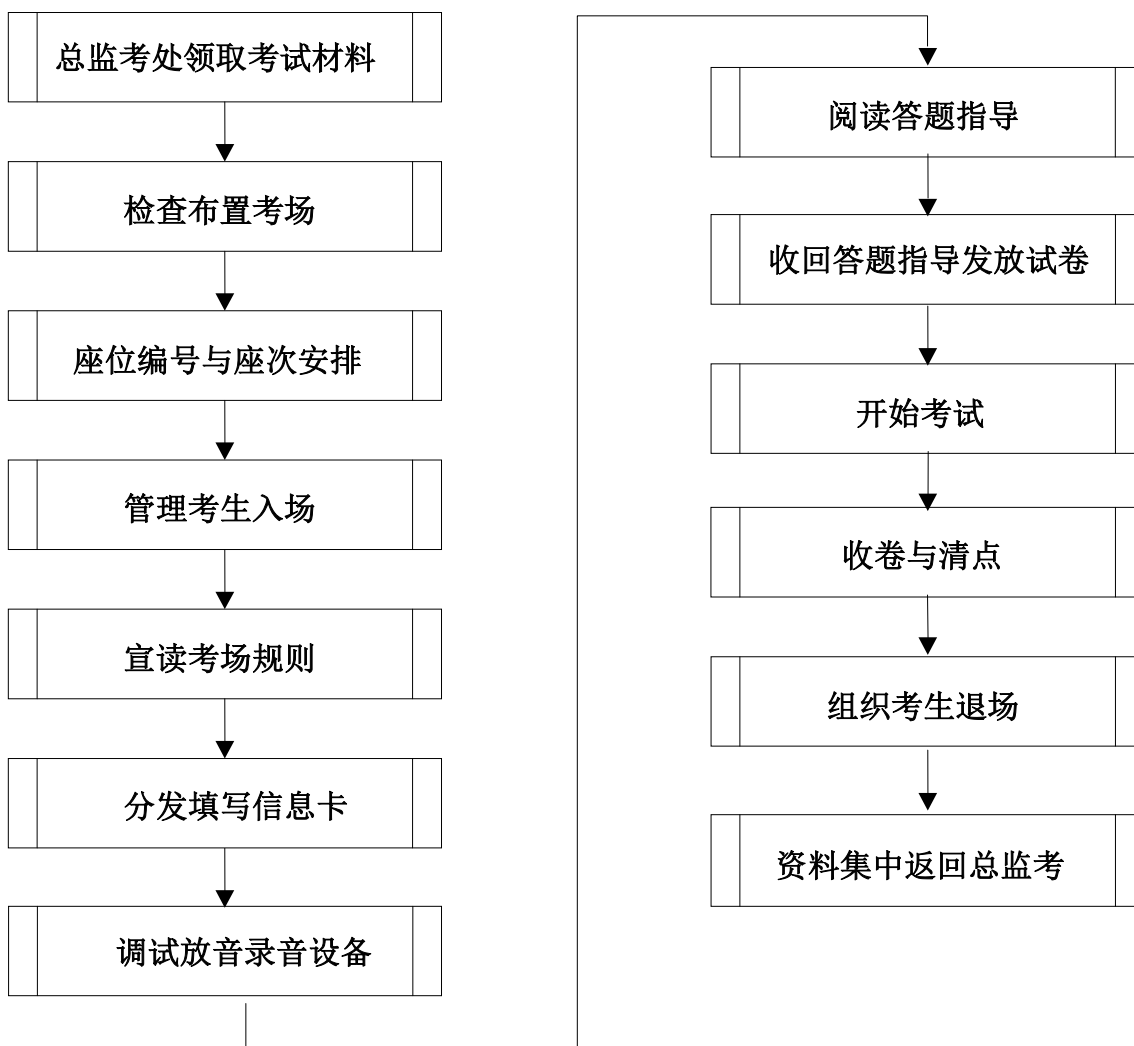 总监考处领取考试材料
检查布置考场
座位编号与座次安排
管理考生入场
宣读考场规则
分发填写信息卡
调试放音录音设备
阅读答题指导
收回答题指导发放试卷
开始考试
收卷与清点
组织考生退场
资料集中返回总监考